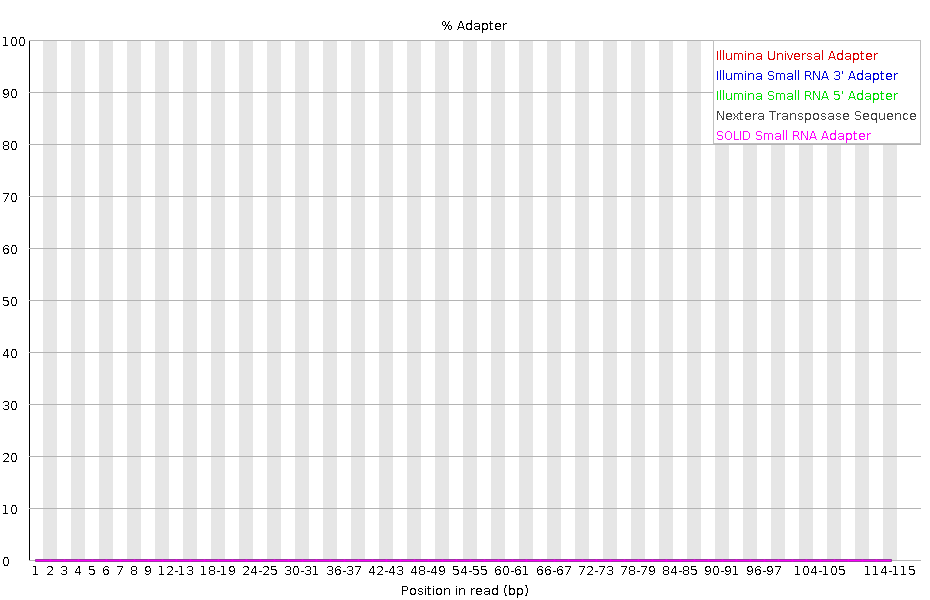 % Adapter
100
90
80
70
60
50
40
30
20
10
0
Illumina Universal Adapter
Illumina Small RNA 3' Adapter
Illumina Small RNA 5' Adapter
Nextera Transposase Sequence
SOLID Small RNA Adapter
1 2 3 4 5 6 7 8 9 12-13 18-19 24-25 30-31 36-37 42-43 48-49 54-55 60-61 66-67 72-73 78-79 84-85 90-91 96-97 104-105 114-115
Position in read (bp)